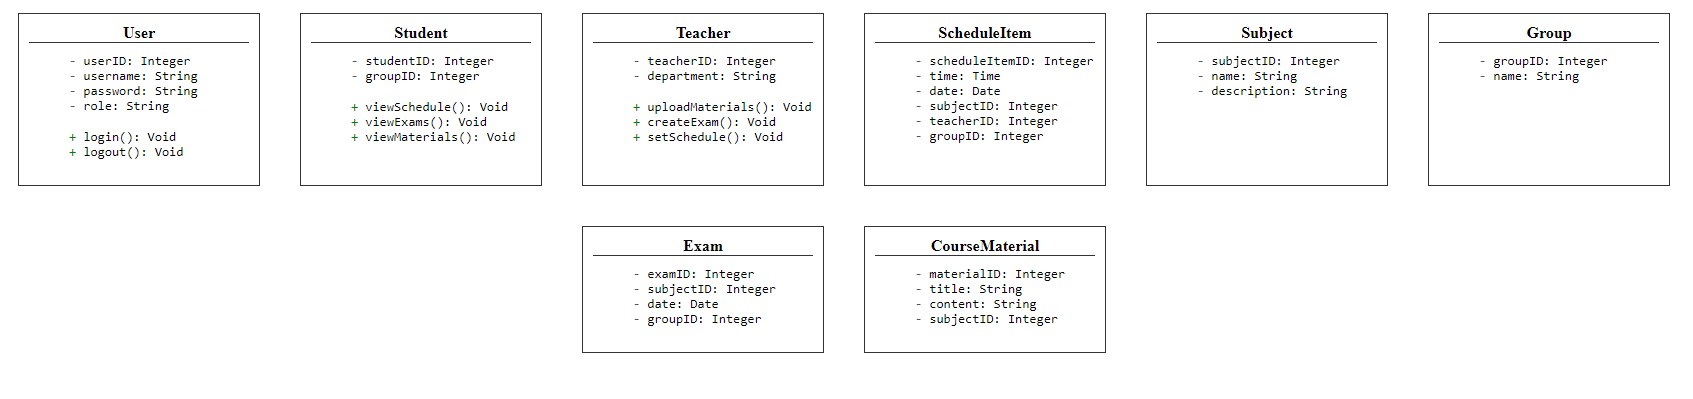 User
- userID: Integer
- username: String
- password: String
- role: String
+ login(): Void
+ logout(): Void
Student
- studentID: Integer
- groupID: Integer
+ viewSchedule(): Void
+ viewExams(): Void
+ viewMaterials(): Void
Teacher
- teacherID: Integer
- department: String
+ uploadMaterials(): Void
+ createExam(): Void
+ setSchedule(): Void
ScheduleItem
- scheduleItemID: Integer
- time: Time
- date: Date
- subjectID: Integer
- teacherID: Integer
- groupID: Integer
Subject
- subjectID: Integer
- name: String
- description: String
Group
- groupID: Integer
- name: String
Exam
- examID: Integer
- subjectID: Integer
- date: Date
- groupID: Integer
CourseMaterial
- materialID: Integer
- title: String
- content: String
- subjectID: Integer